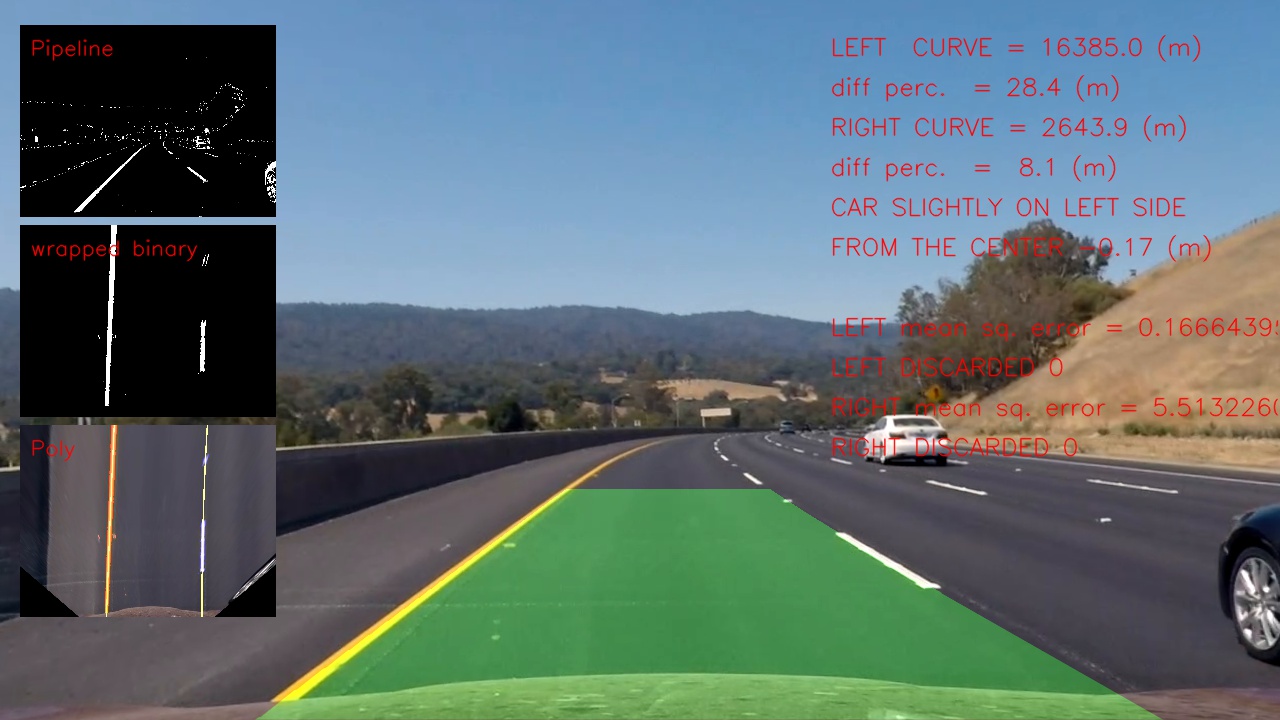 Pipeline
wrapped binary
Poly
LEFT CURVE = 16385.0 (m)
diff perc. = 28.4 (m)
RIGHT CURVE = 2643.9 (m)
diff perc. = 8.1 (m)
CAR SLIGHTLY ON LEFT SIDE
FROM THE CENTER -0.17 (m)
LEFT mean sq. error = 0.1666439
LEFT DISCARDED 0
RIGHT mean sq. error = 5.513226
RIGHT DISCARDED 0